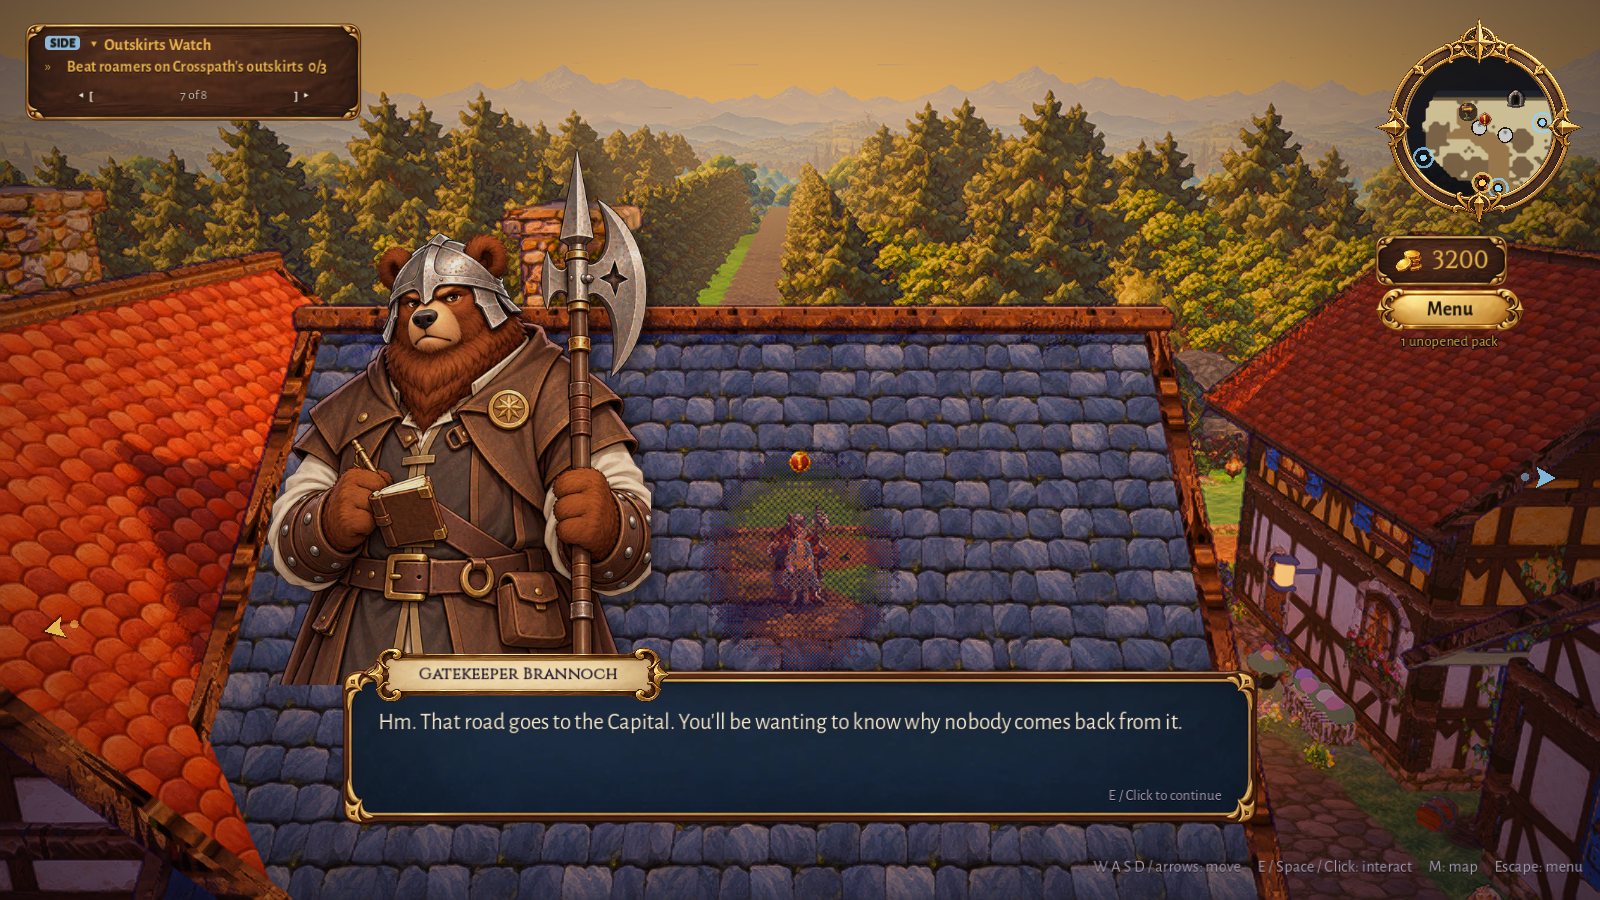 SIDE ▾ Outskirts Watch
» Beat roamers on Crosspath's outskirts 0/3
◂ [ 7 of 8 ] ▸
3200
Menu
1 unopened pack
GATEKEEPER BRANNOCH
Hm. That road goes to the Capital. You'll be wanting to know why nobody comes back from it.
E / Click to continue
W A S D / arrows: move E / Space / Click: interact M: map Escape: menu